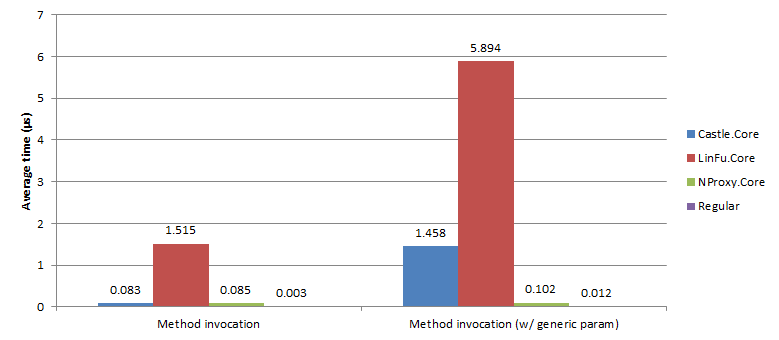 7
6
5
4
3
2
1
0
Average time (µs)
0.083
1.515
0.085
0.003
1.458
5.894
0.102
0.012
Method invocation
Method invocation (w/ generic param)
Castle.Core
LinFu.Core
NProxy.Core
Regular